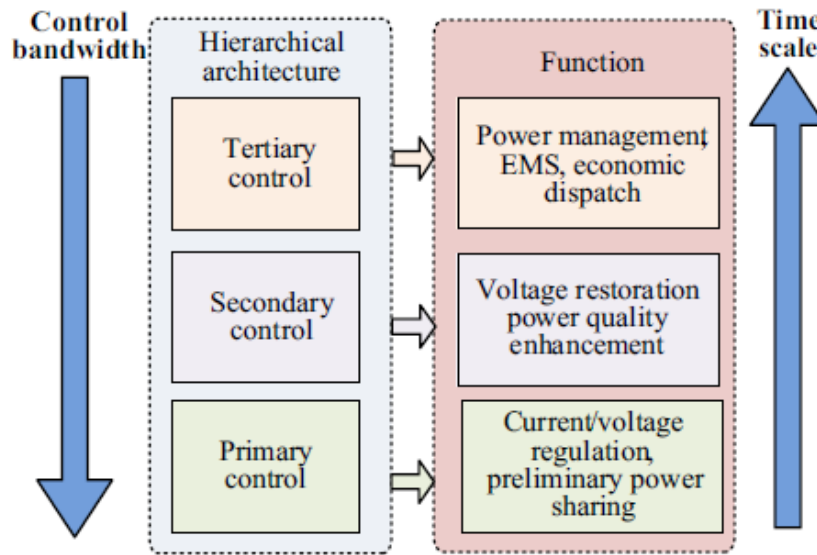 Control
bandwidth
Hierarchical
architecture
Function
Time
scale
Tertiary
control
Power management,
EMS, economic
dispatch
Secondary
control
Voltage restoration
power quality
enhancement
Primary
control
Current/voltage
regulation,
preliminary power
sharing